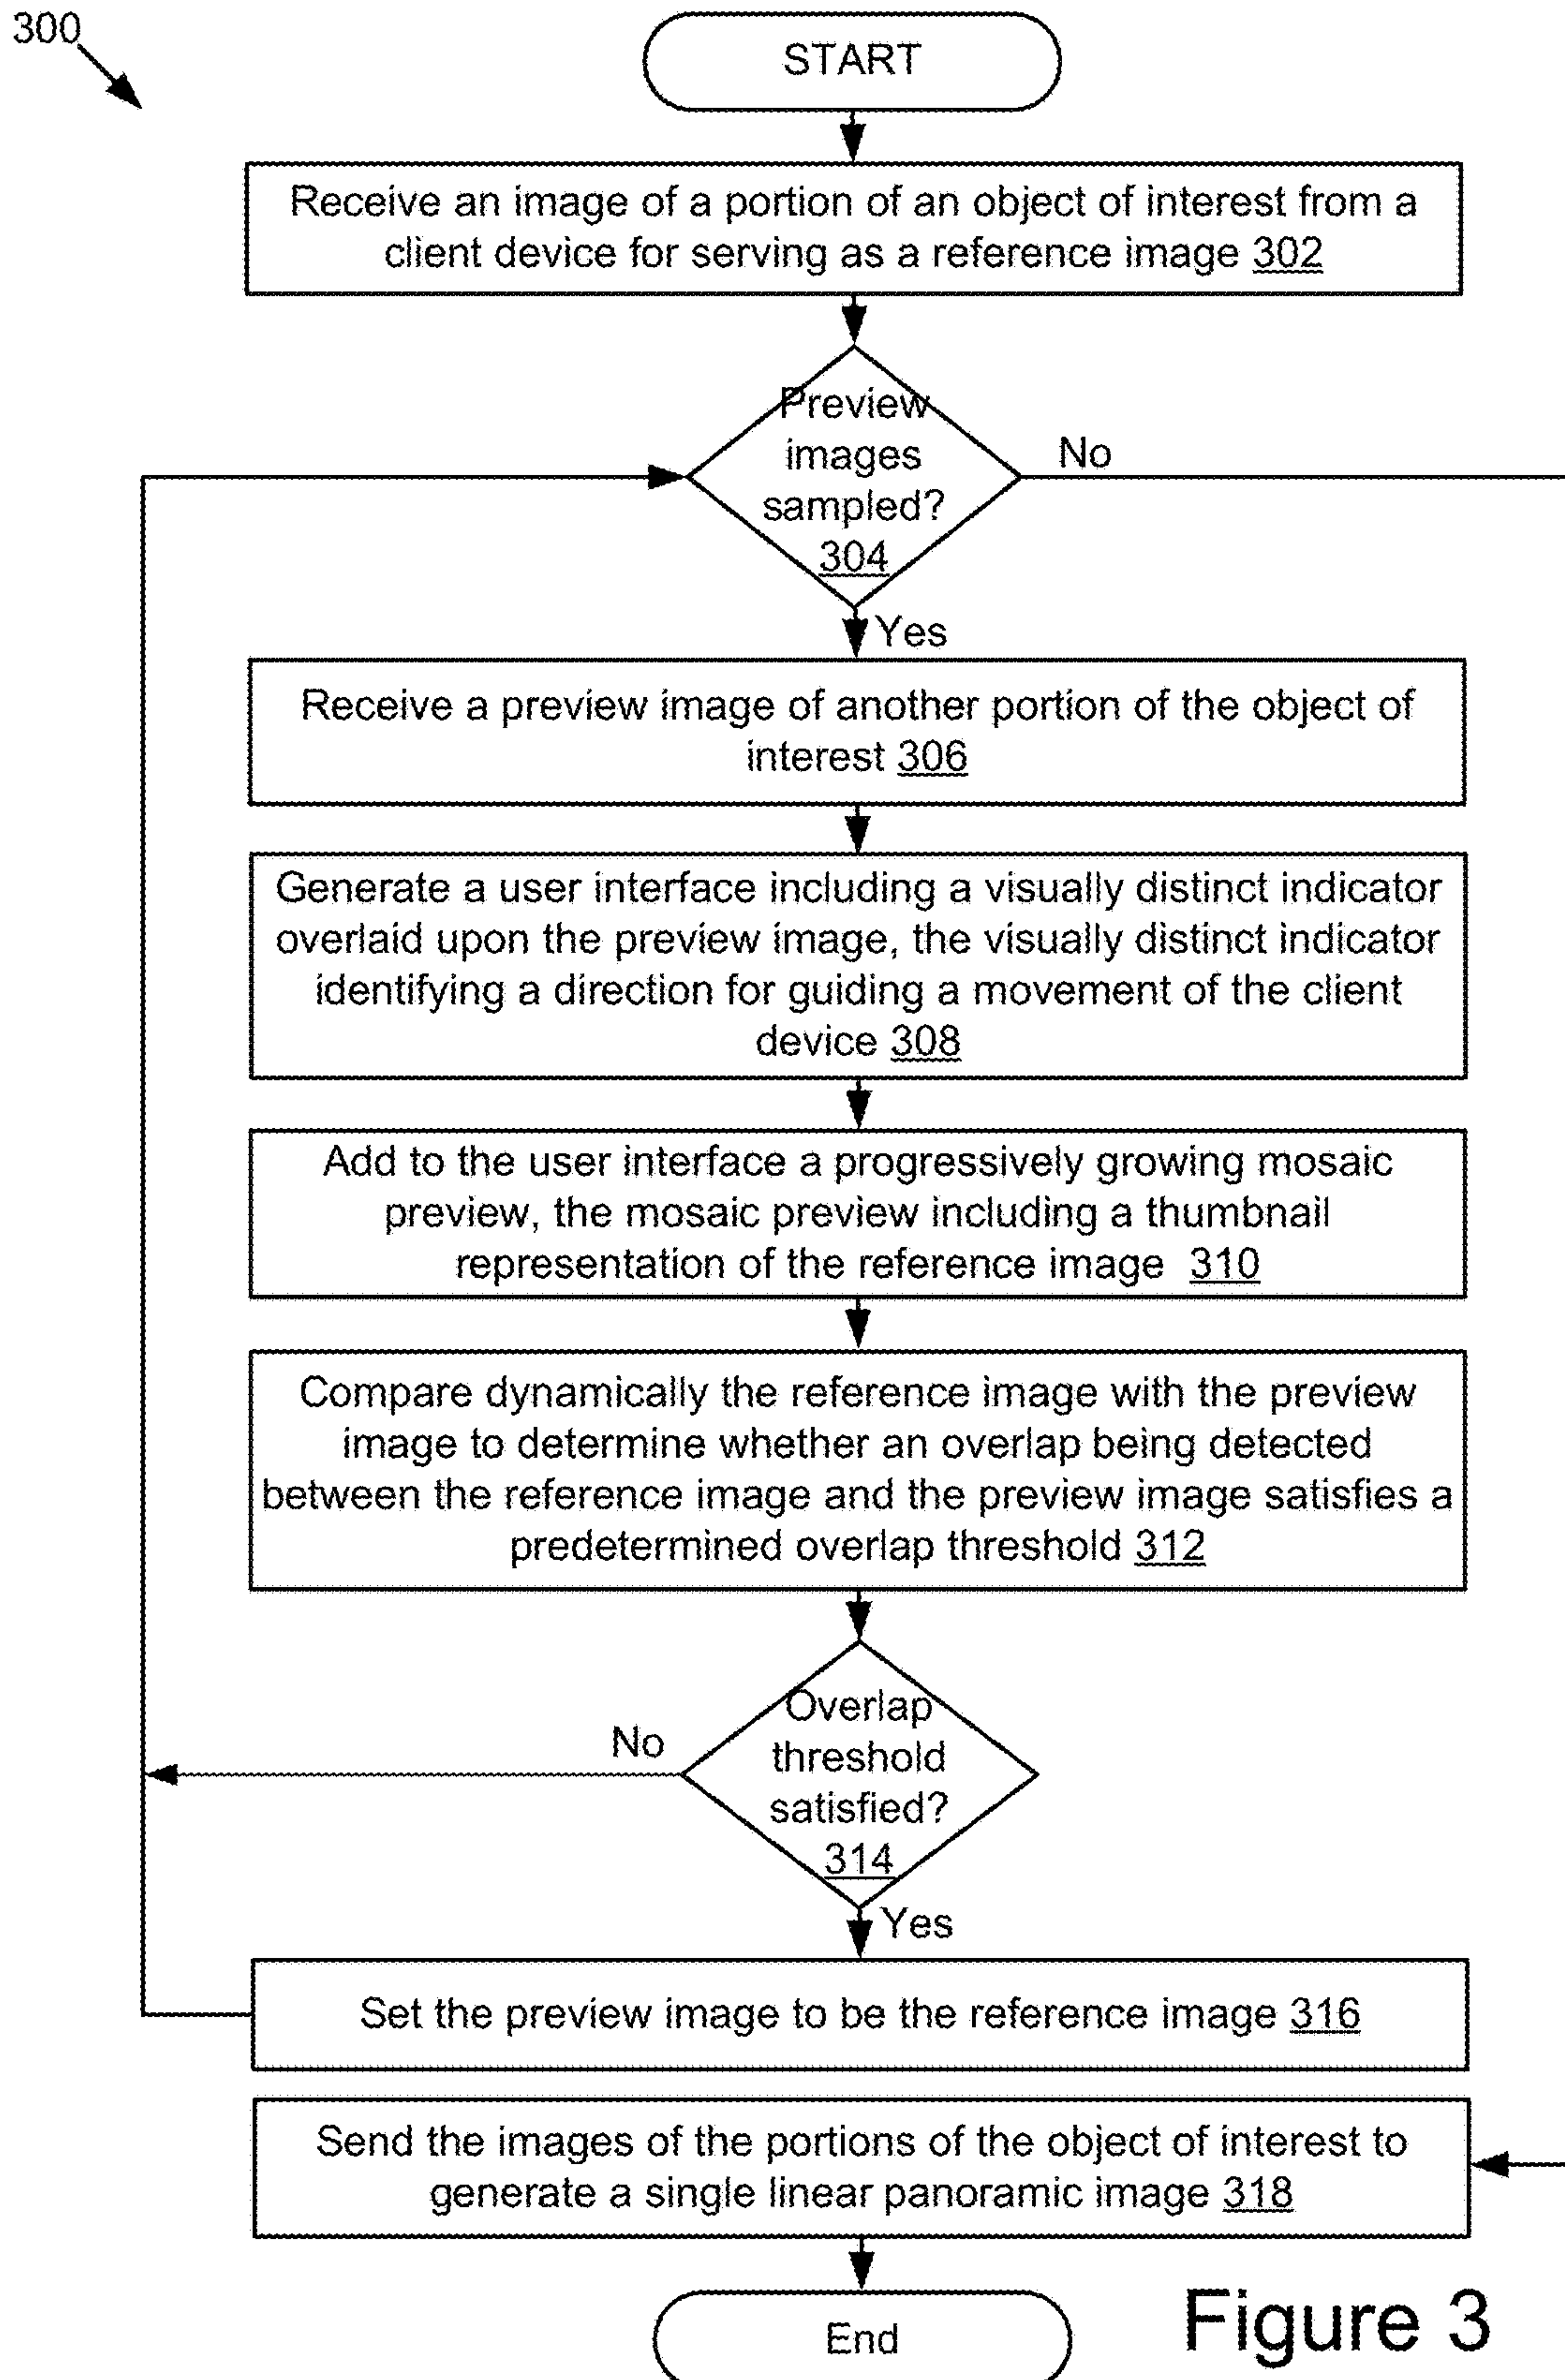 300
START
Receive an image of a portion of an object of interest from a
client device for serving as a reference image 302
Preview
images
sampled?
304
No
Yes
Receive a preview image of another portion of the object of
interest 306
Generate a user interface including a visually distinct indicator
overlaid upon the preview image, the visually distinct indicator
identifying a direction for guiding a movement of the client
device 308
Add to the user interface a progressively growing mosaic
preview, the mosaic preview including a thumbnail
representation of the reference image 310
Compare dynamically the reference image with the preview
image to determine whether an overlap being detected
between the reference image and the preview image satisfies a
predetermined overlap threshold 312
Overlap
threshold
satisfied?
314
No
Yes
Set the preview image to be the reference image 316
Send the images of the portions of the object of interest to
generate a single linear panoramic image 318
End
Figure 3